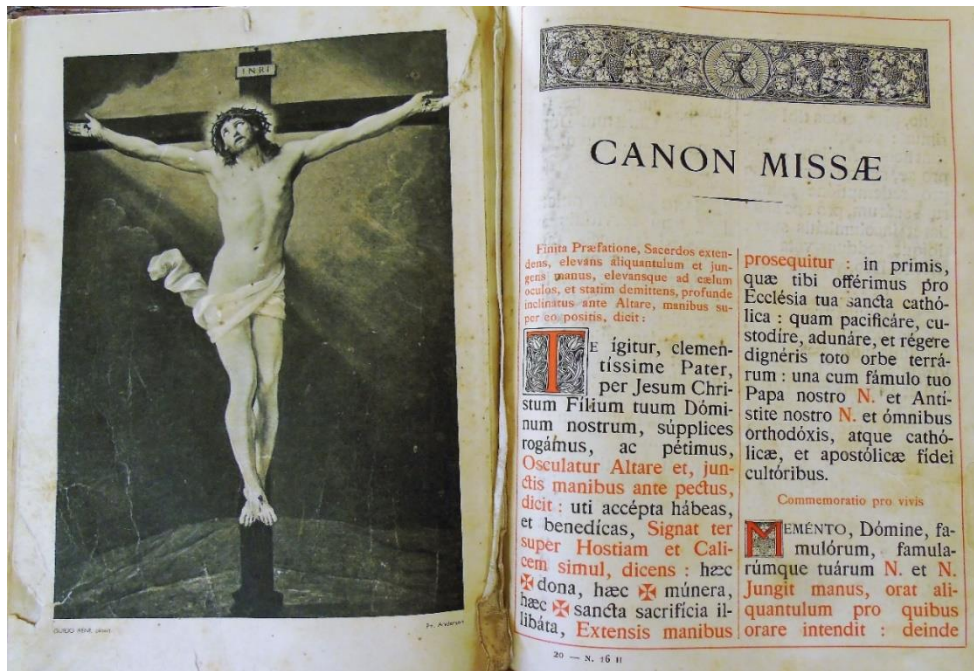 INRI
GUIDO RENI, pinx.
Ph. Anderson
CANON MISSÆ
Finita Præfatione, Sacerdos exten-
dens, elevans aliquantulum et jun-
gens manus, elevansque ad cælum
oculos, et statim demittens, profunde
inclinatus ante Altare, manibus su-
per eo positis, dicit :
TE ígitur, clemen-
tíssime Pater,
per Jesum Chri-
stum Fílium tuum Dómi-
num nostrum, súpplices
rogámus, ac pétimus,
Osculatur Altare et, jun-
ctis manibus ante pectus,
dicit : uti accépta hábeas,
et benedícas, Signat ter
super Hostiam et Cali-
cem simul, dicens : hæc
✠ dona, hæc ✠ múnera,
hæc ✠ sancta sacrifícia il-
libáta, Extensis manibus
prosequitur : in primis,
quæ tibi offérimus pro
Ecclésia tua sancta cathó-
lica : quam pacificáre, cu-
stodíre, adunáre, et régere
dignéris toto orbe terrá-
rum : una cum fámulo tuo
Papa nostro N. et Antí-
stite nostro N. et ómnibus
orthodóxis, atque cathó-
licæ, et apostólicæ fídei
cultóribus.
Commemoratio pro vivis
MEMÉNTO, Dómine, fa-
mulórum, famula-
rúmque tuárum N. et N.
Jungit manus, orat ali-
quantulum pro quibus
orare intendit : deinde
20 — N. 16 H